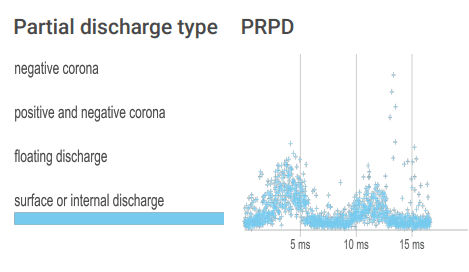 Partial discharge type PRPD
negative corona
positive and negative corona
floating discharge
surface or internal discharge
5 ms 10 ms 15 ms